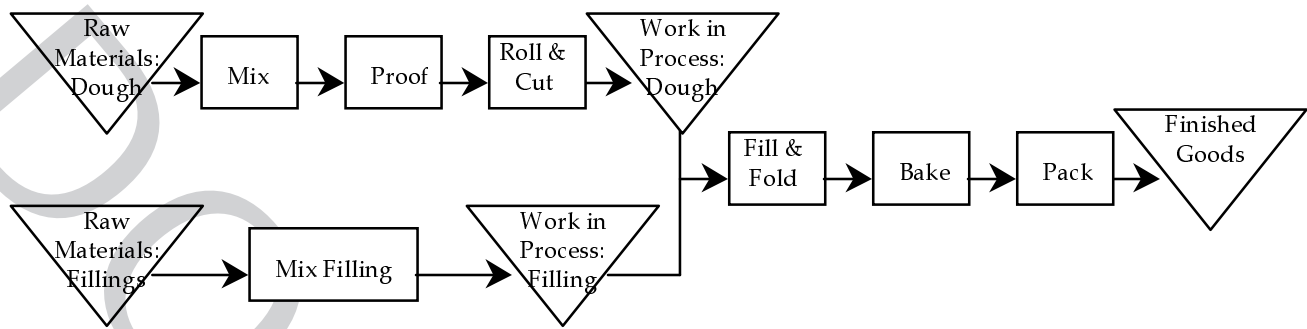 Raw
Materials:
Dough
Mix
Proof
Roll &
Cut
Work in
Process:
Dough
Raw
Materials:
Fillings
Mix Filling
Work in
Process:
Filling
Fill &
Fold
Bake
Pack
Finished
Goods